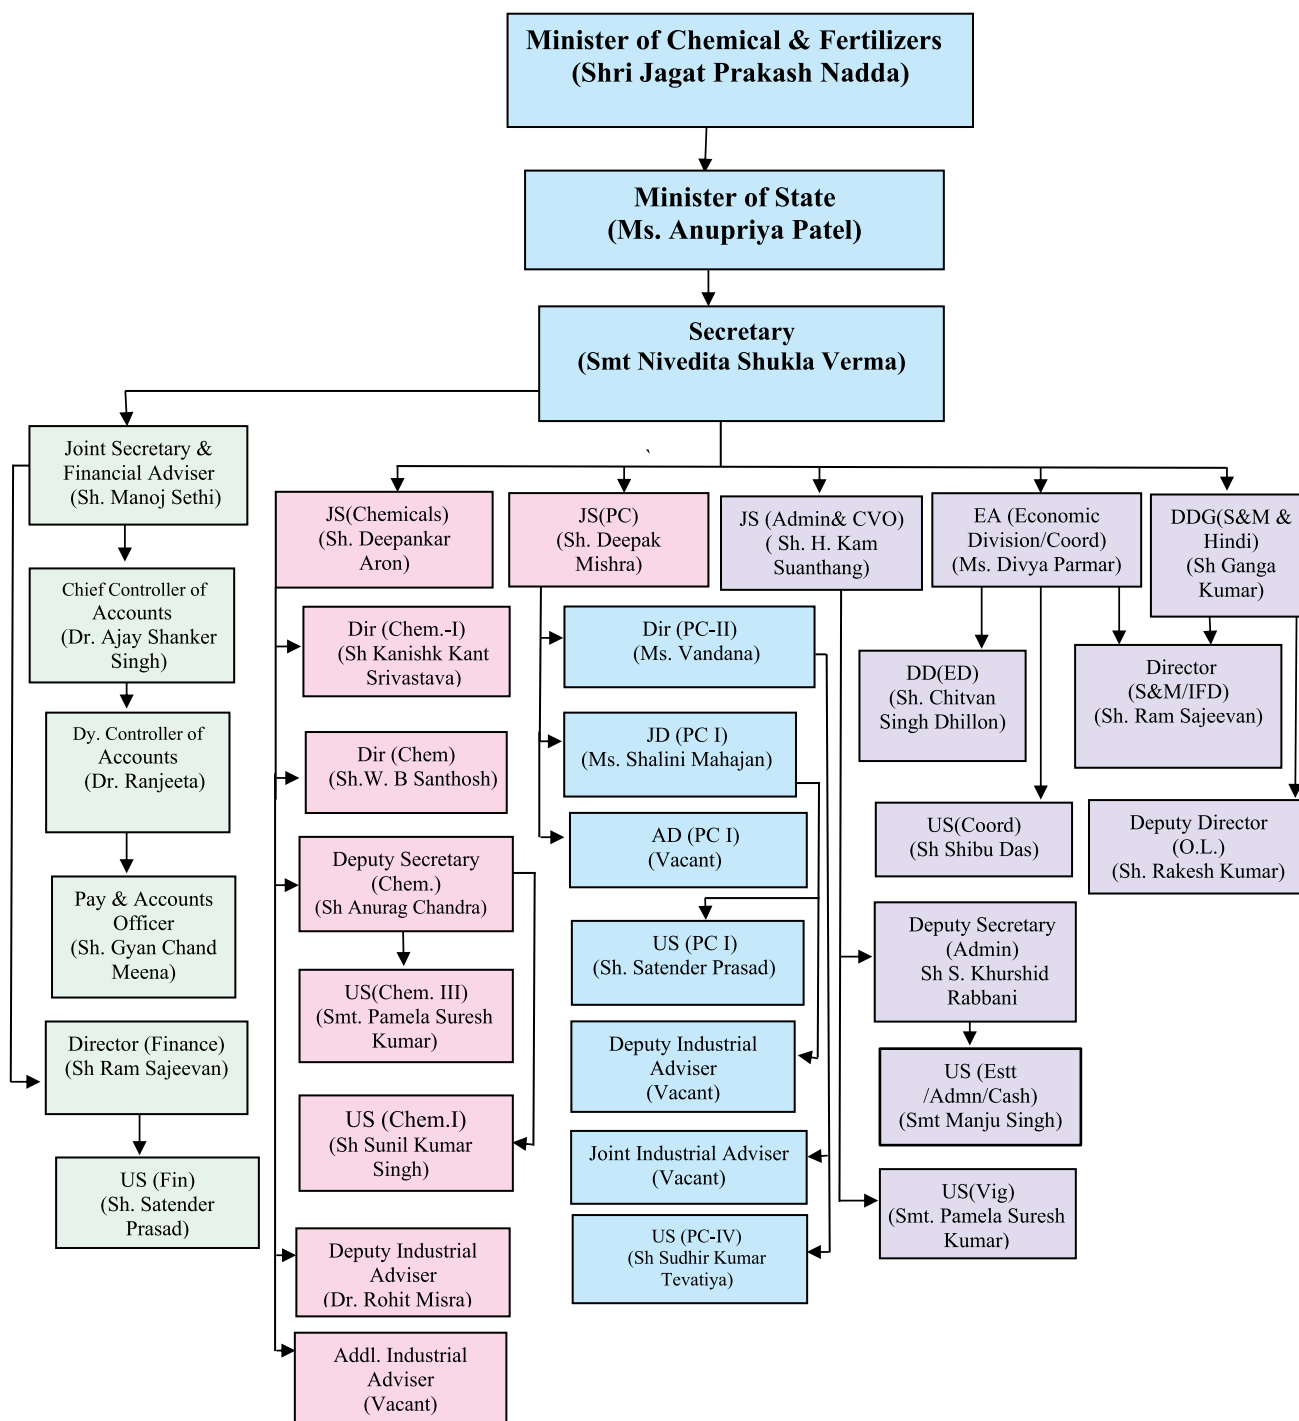 Minister of Chemical & Fertilizers
(Shri Jagat Prakash Nadda)
Minister of State
(Ms. Anupriya Patel)
Secretary
(Smt Nivedita Shukla Verma)
Joint Secretary &
Financial Adviser
(Sh. Manoj Sethi)
Chief Controller of
Accounts
(Dr. Ajay Shanker
Singh)
Dy. Controller of
Accounts
(Dr. Ranjeeta)
Pay & Accounts
Officer
(Sh. Gyan Chand
Meena)
Director (Finance)
(Sh Ram Sajeevan)
US (Fin)
(Sh. Satender
Prasad)
JS(Chemicals)
(Sh. Deepankar
Aron)
Dir (Chem.-I)
(Sh Kanishk Kant
Srivastava)
Dir (Chem)
(Sh.W. B Santhosh)
Deputy Secretary
(Chem.)
(Sh Anurag Chandra)
US(Chem. III)
(Smt. Pamela Suresh
Kumar)
US (Chem.I)
(Sh Sunil Kumar
Singh)
Deputy Industrial
Adviser
(Dr. Rohit Misra)
Addl. Industrial
Adviser
(Vacant)
JS(PC)
(Sh. Deepak
Mishra)
Dir (PC-II)
(Ms. Vandana)
JD (PC I)
(Ms. Shalini Mahajan)
AD (PC I)
(Vacant)
US (PC I)
(Sh. Satender Prasad)
Deputy Industrial
Adviser
(Vacant)
Joint Industrial Adviser
(Vacant)
US (PC-IV)
(Sh Sudhir Kumar
Tevatiya)
JS (Admin& CVO)
( Sh. H. Kam
Suanthang)
Deputy Secretary
(Admin)
Sh S. Khurshid
Rabbani
US (Estt
/Admn/Cash)
(Smt Manju Singh)
US(Vig)
(Smt. Pamela Suresh
Kumar)
EA (Economic
Division/Coord)
(Ms. Divya Parmar)
DD(ED)
(Sh. Chitvan
Singh Dhillon)
US(Coord)
(Sh Shibu Das)
DDG(S&M &
Hindi)
(Sh Ganga
Kumar)
Director
(S&M/IFD)
(Sh. Ram Sajeevan)
Deputy Director
(O.L.)
(Sh. Rakesh Kumar)